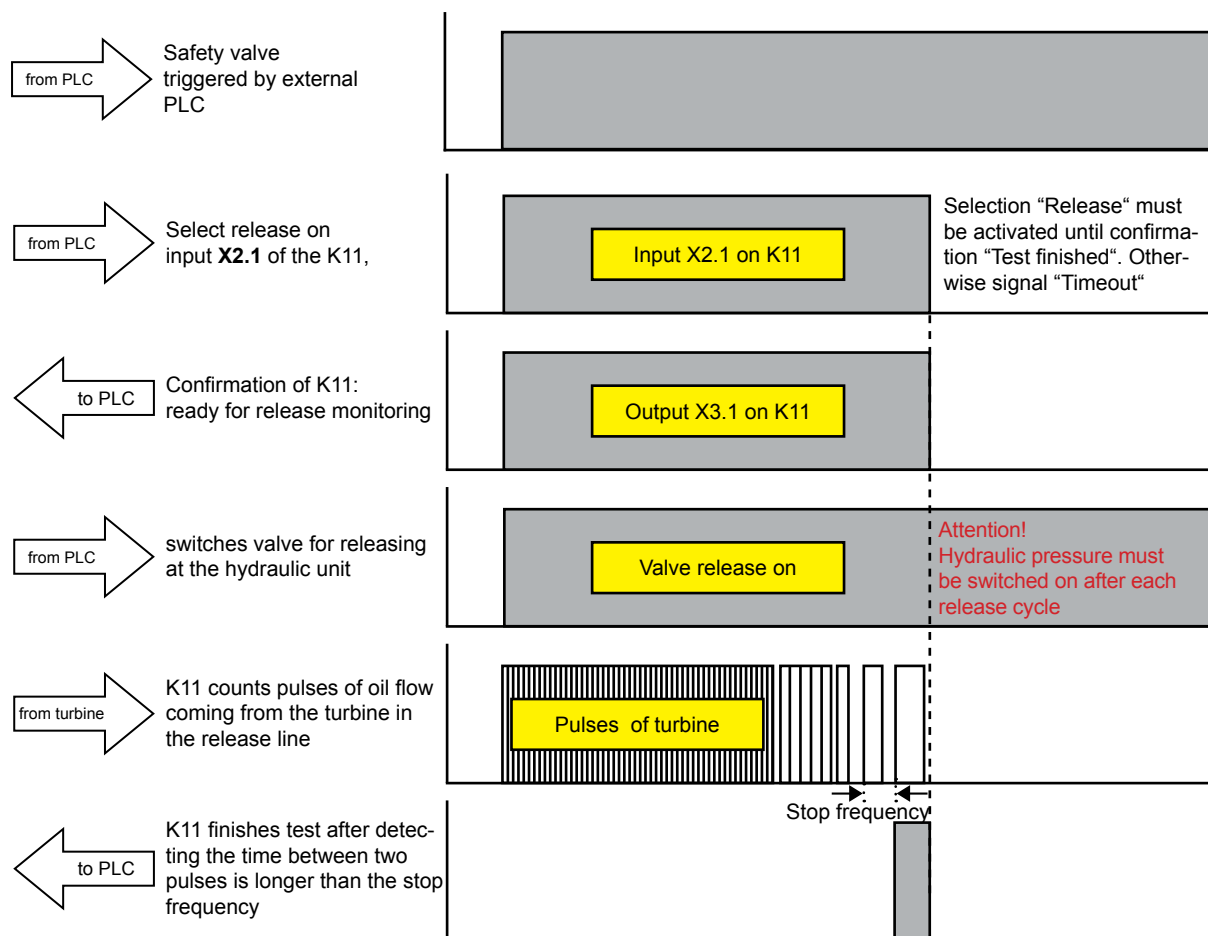 from PLC
Safety valve
triggered by external
PLC
from PLC
Select release on
input X2.1 of the K11,
Input X2.1 on K11
Selection “Release“ must
be activated until confirma-
tion “Test finished“. Other-
wise signal “Timeout“
to PLC
Confirmation of K11:
ready for release monitoring
Output X3.1 on K11
from PLC
switches valve for releasing
at the hydraulic unit
Valve release on
Attention!
Hydraulic pressure must
be switched on after each
release cycle
from turbine
K11 counts pulses of oil flow
coming from the turbine in
the release line
Pulses of turbine
Stop frequency
to PLC
K11 finishes test after detec-
ting the time between two
pulses is longer than the stop
frequency